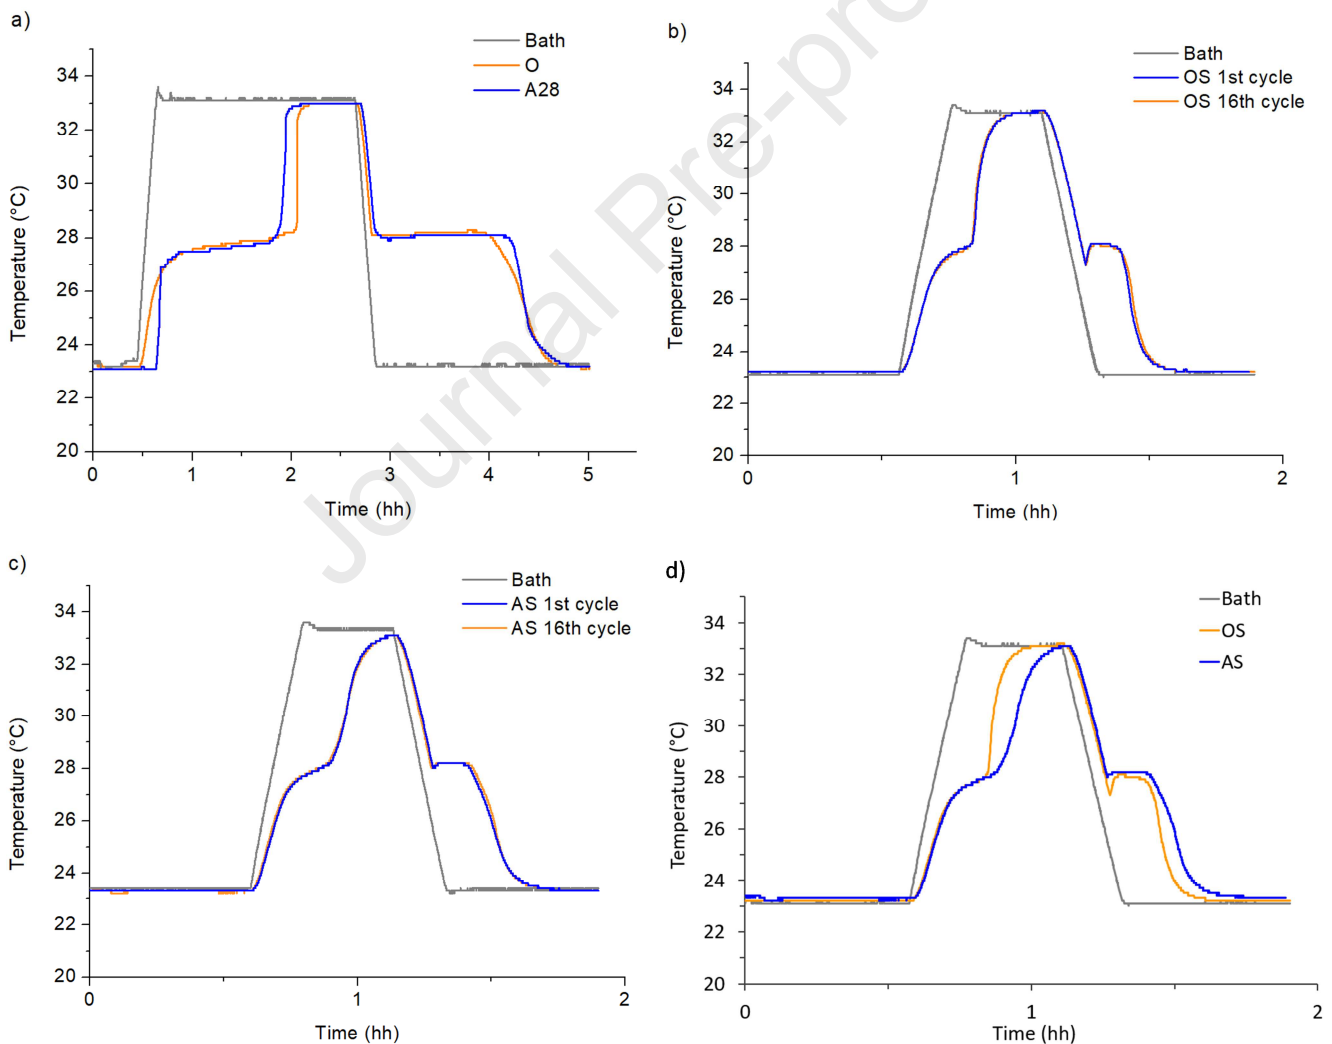 a)
Bath
O
A28
34
32
30
28
26
24
22
20
Temperature (°C)
0 1 2 3 4 5
Time (hh)
b)
Bath
OS 1st cycle
OS 16th cycle
34
32
30
28
26
24
22
20
Temperature (°C)
0 1 2
Time (hh)
c)
Bath
AS 1st cycle
AS 16th cycle
34
32
30
28
26
24
22
20
Temperature (°C)
0 1 2
Time (hh)
d)
Bath
OS
AS
34
32
30
28
26
24
22
20
Temperature (°C)
0 1 2
Time (hh)
Journal Pre-pro